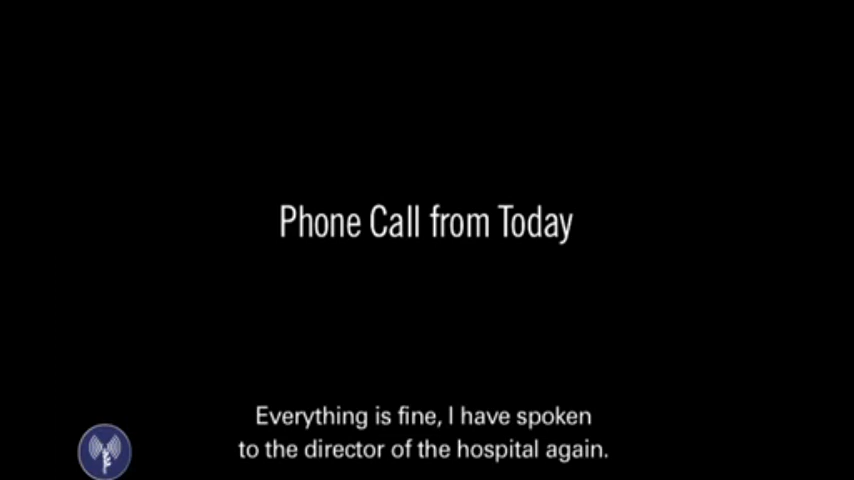 Phone Call from Today
Everything is fine, I have spoken
to the director of the hospital again.